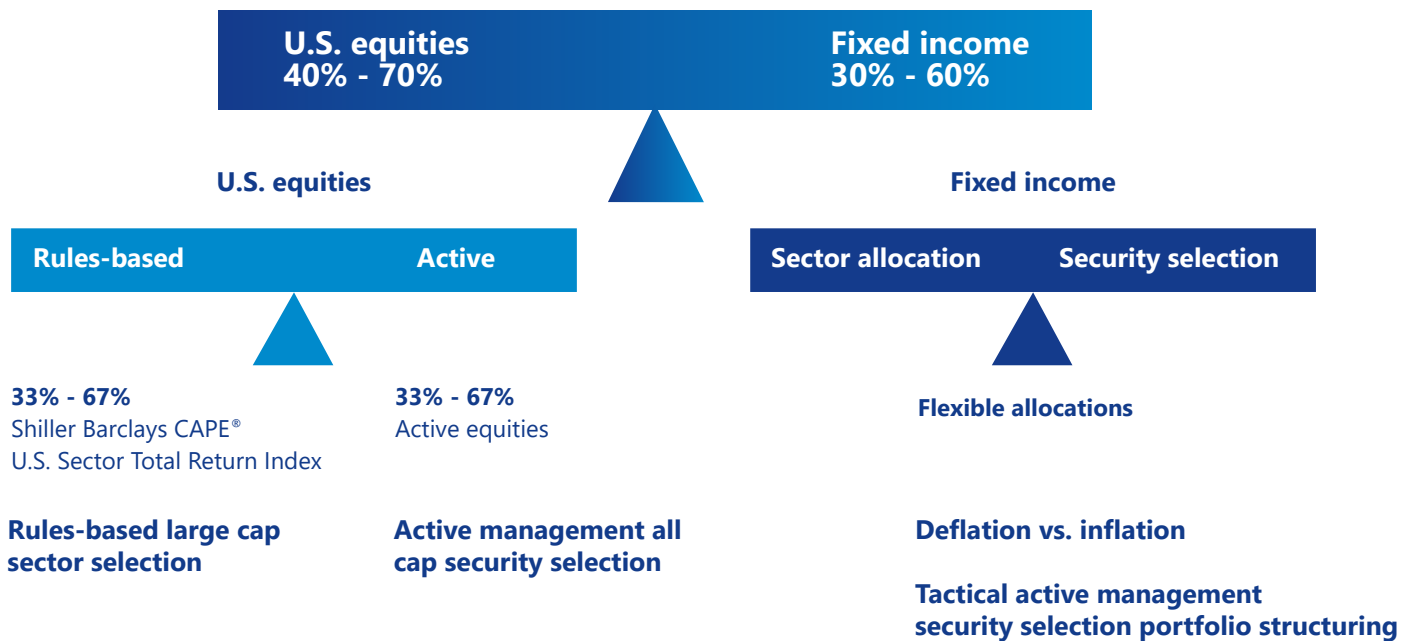 U.S. equities
40% - 70%
Fixed income
30% - 60%
U.S. equities
Rules-based
Active
33% - 67%
Shiller Barclays CAPE®
U.S. Sector Total Return Index
Rules-based large cap
sector selection
33% - 67%
Active equities
Active management all
cap security selection
Fixed income
Sector allocation
Security selection
Flexible allocations
Deflation vs. inflation
Tactical active management
security selection portfolio structuring